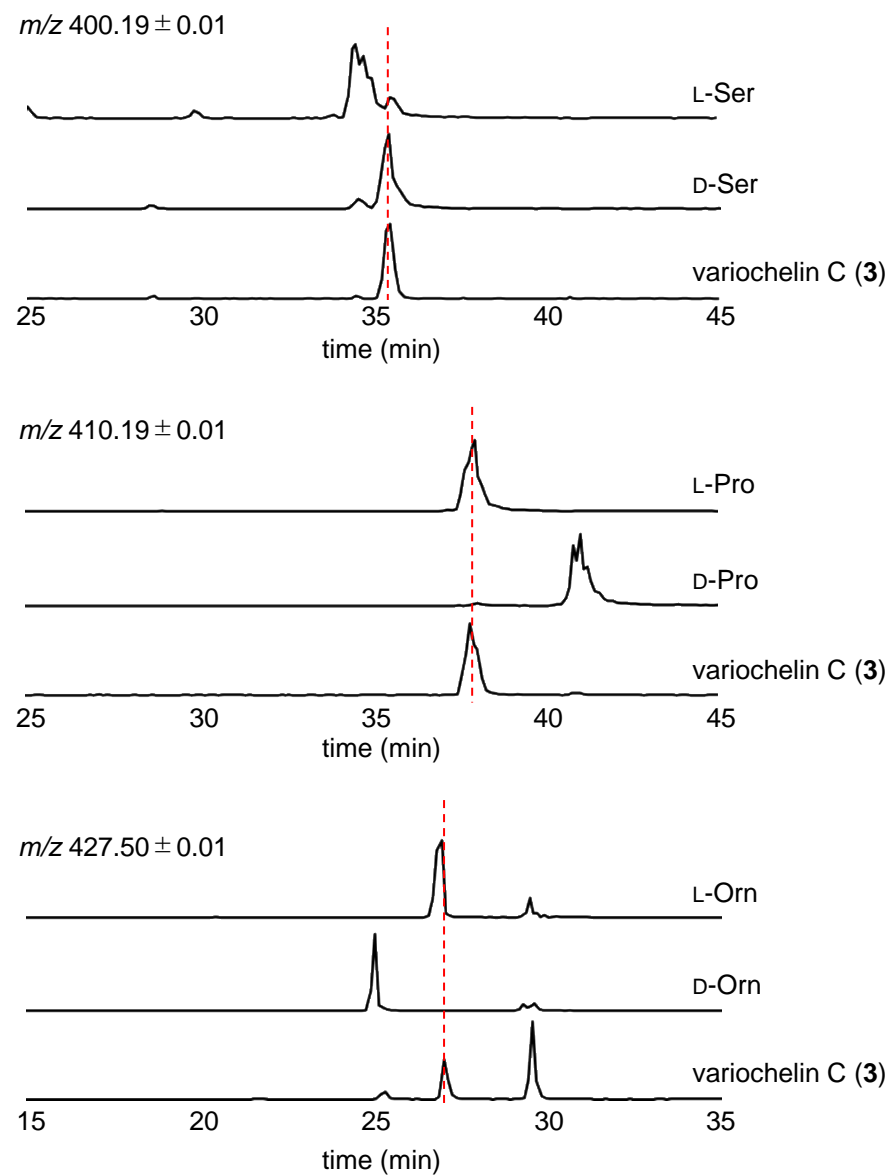 m/z 400.19 ± 0.01
L-Ser
D-Ser
variochelin C (3)
25 30 35 40 45
time (min)
m/z 410.19 ± 0.01
L-Pro
D-Pro
variochelin C (3)
25 30 35 40 45
time (min)
m/z 427.50 ± 0.01
L-Orn
D-Orn
variochelin C (3)
15 20 25 30 35
time (min)